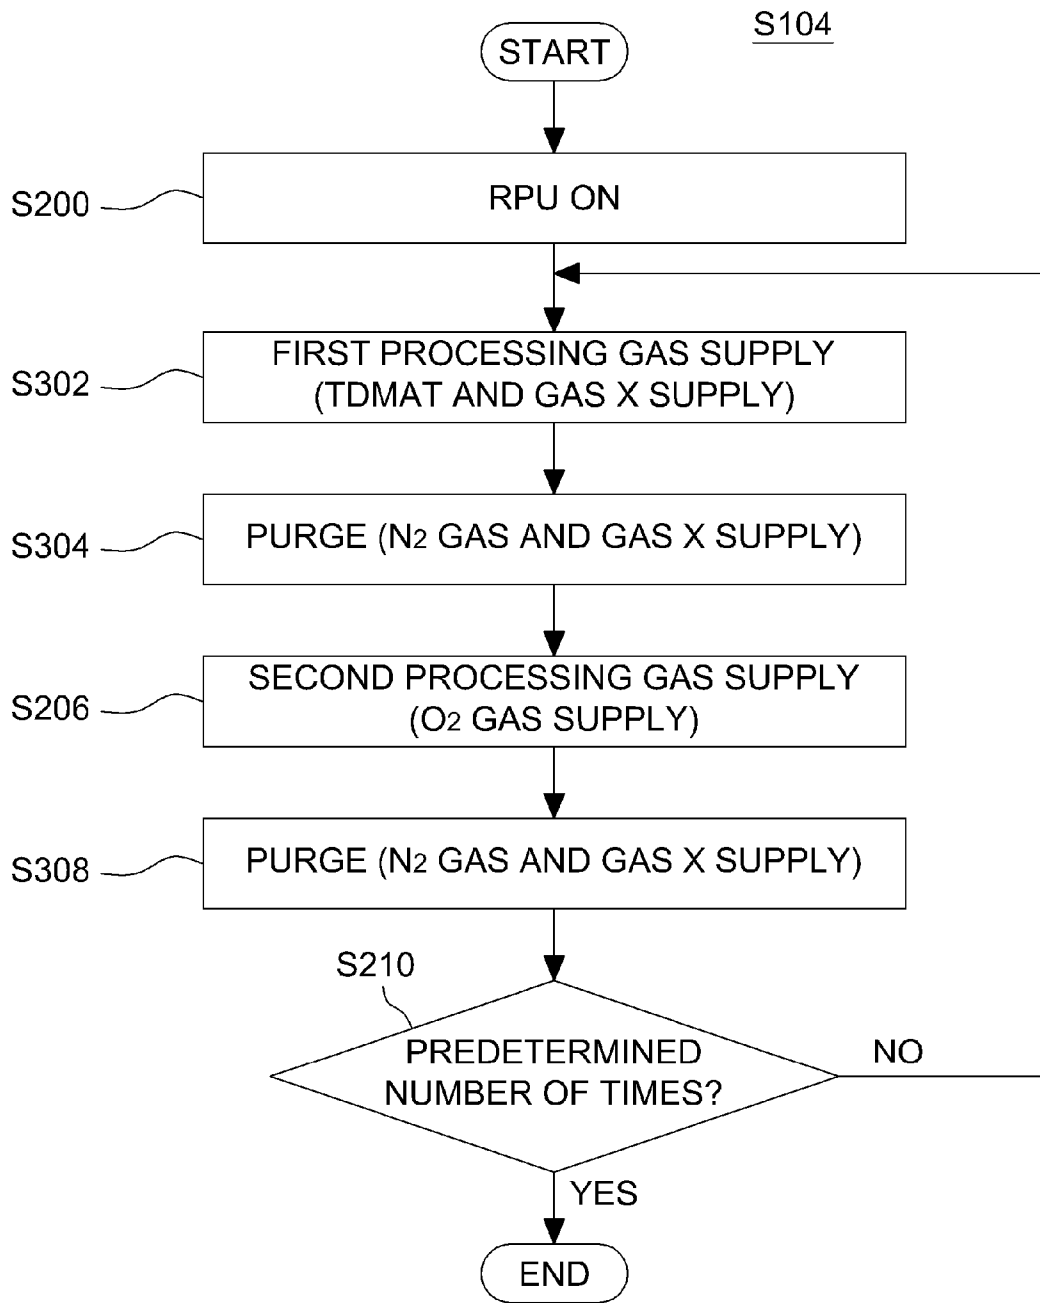 S104
START
S200
RPU ON
S302
FIRST PROCESSING GAS SUPPLY
(TDMAT AND GAS X SUPPLY)
S304
PURGE (N2 GAS AND GAS X SUPPLY)
S206
SECOND PROCESSING GAS SUPPLY
(O2 GAS SUPPLY)
S308
PURGE (N2 GAS AND GAS X SUPPLY)
S210
PREDETERMINED
NUMBER OF TIMES?
NO
YES
END